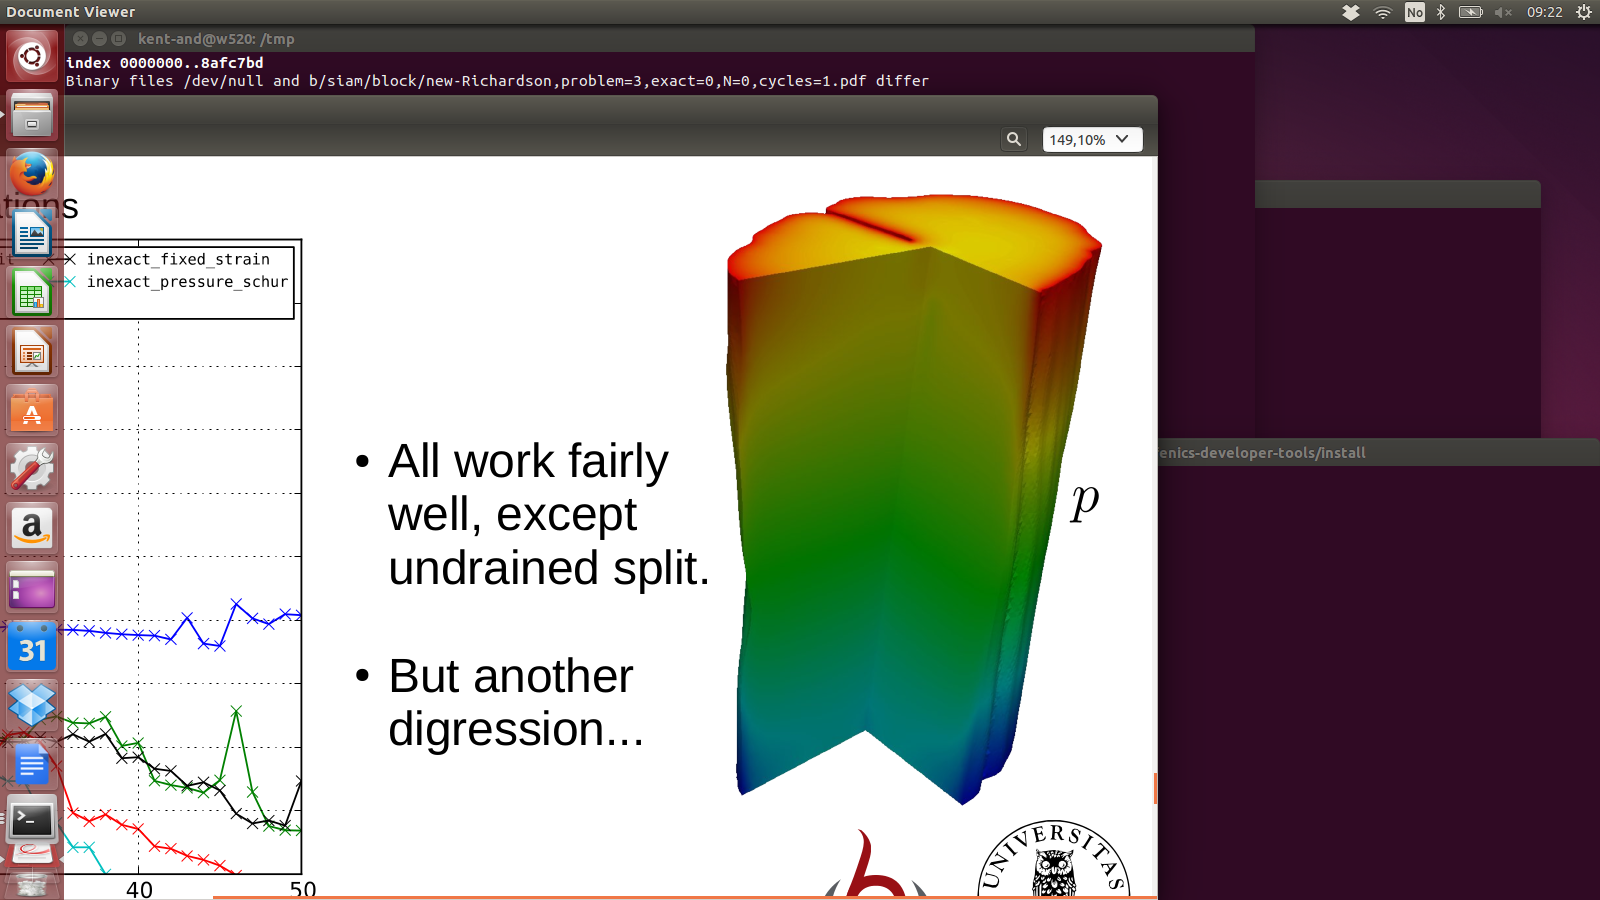 Document Viewer
No
09:22
kent-and@w520: /tmp
index 0000000..8afc7bd
Binary files /dev/null and b/siam/block/new-Richardson,problem=3,exact=0,N=0,cycles=1.pdf differ
149,10%
ations
inexact_fixed_strain
inexact_pressure_schur
• All work fairly
well, except
undrained split.
• But another
digression...
p
enics-developer-tools/install
a
31
>_
40
50
UNIVERSITAS